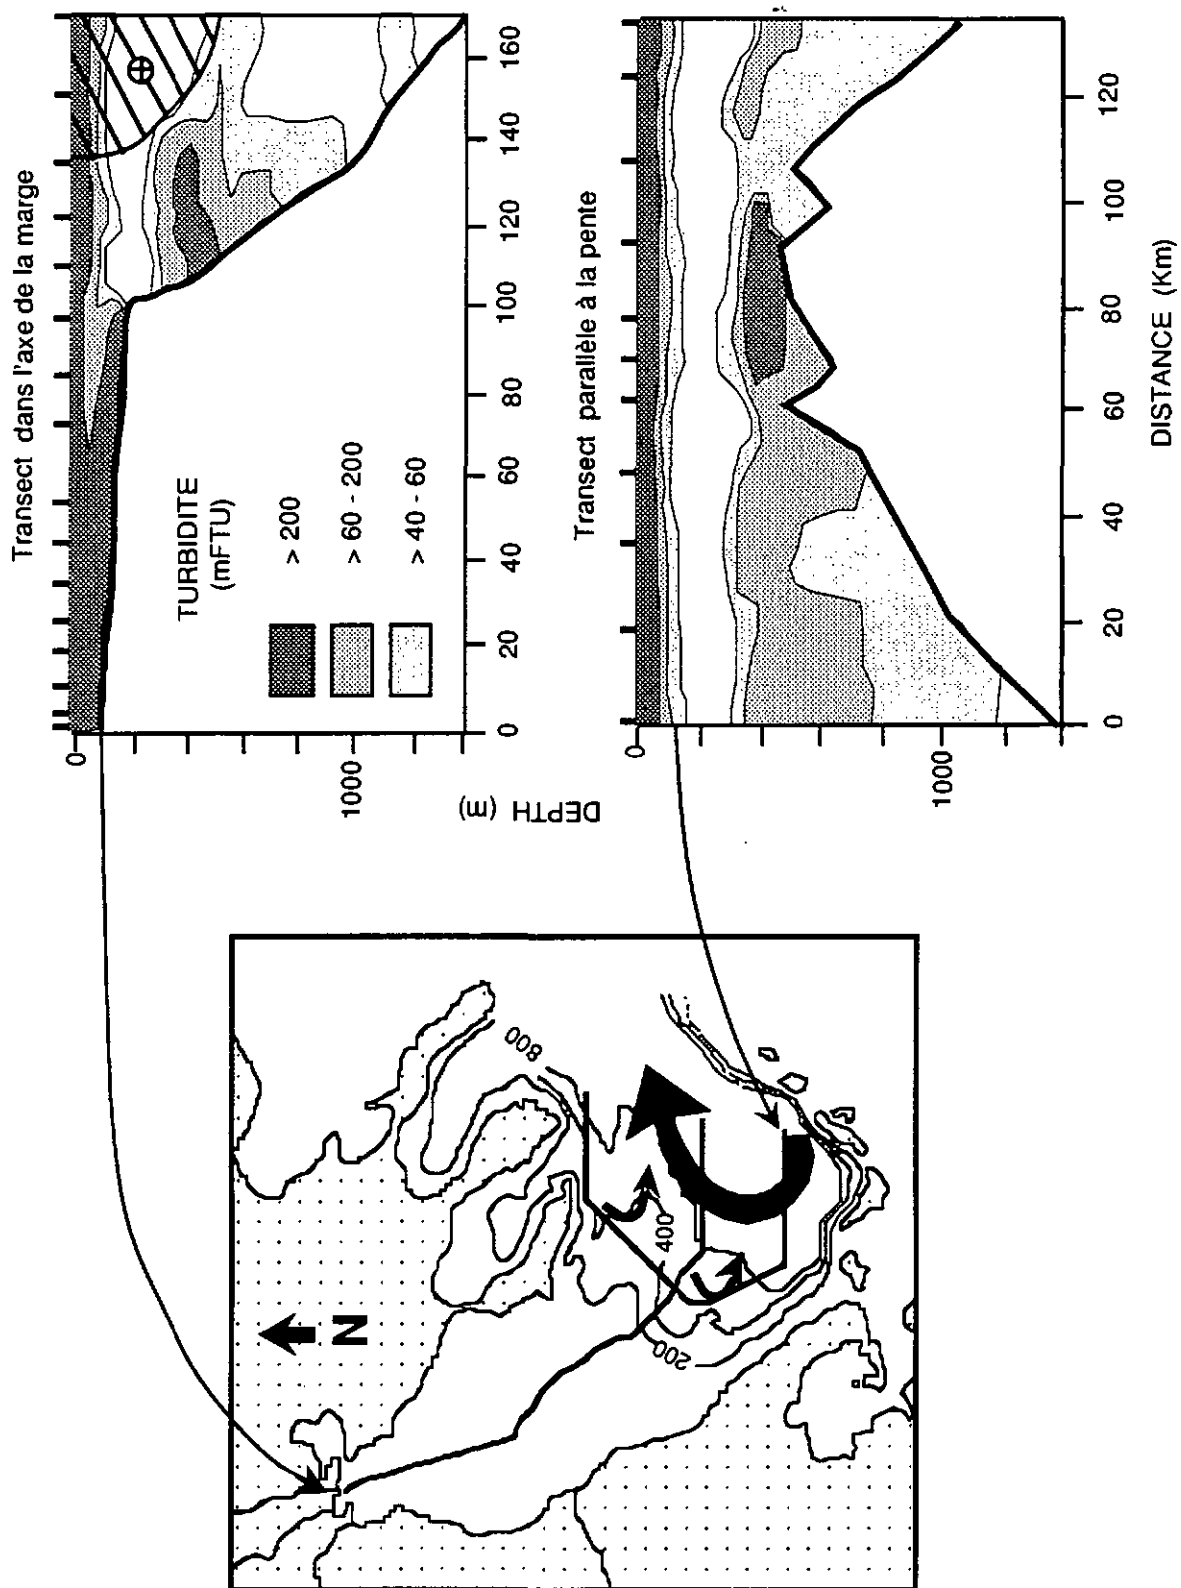 Transect dans l'axe de la marge
0
1000
DEPTH (m)
TURBIDITE
(mFTU)
> 200
> 60 - 200
> 40 - 60
0
20
40
60
80
100
120
140
160
Transect parallèle à la pente
0
1000
0
20
40
60
80
100
120
DISTANCE (Km)
N
200
400
800